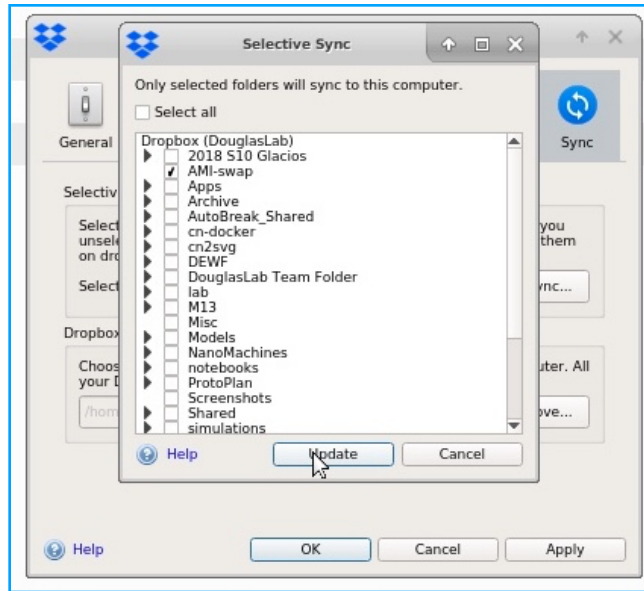 Selective Sync
Only selected folders will sync to this computer.
Select all
Dropbox (DouglasLab)
2018 S10 Glacios
AMI-swap
Apps
Archive
AutoBreak_Shared
cn-docker
cn2svg
DEWF
DouglasLab Team Folder
lab
M13
Misc
Models
NanoMachines
notebooks
ProtoPlan
Screenshots
Shared
simulations
Help
Update
Cancel
General
Sync
Selectiv
Select
you
unsele
them
on dro
Select
ync...
Dropbox
Choos
uter. All
your D
/hom
ove...
Help
OK
Cancel
Apply